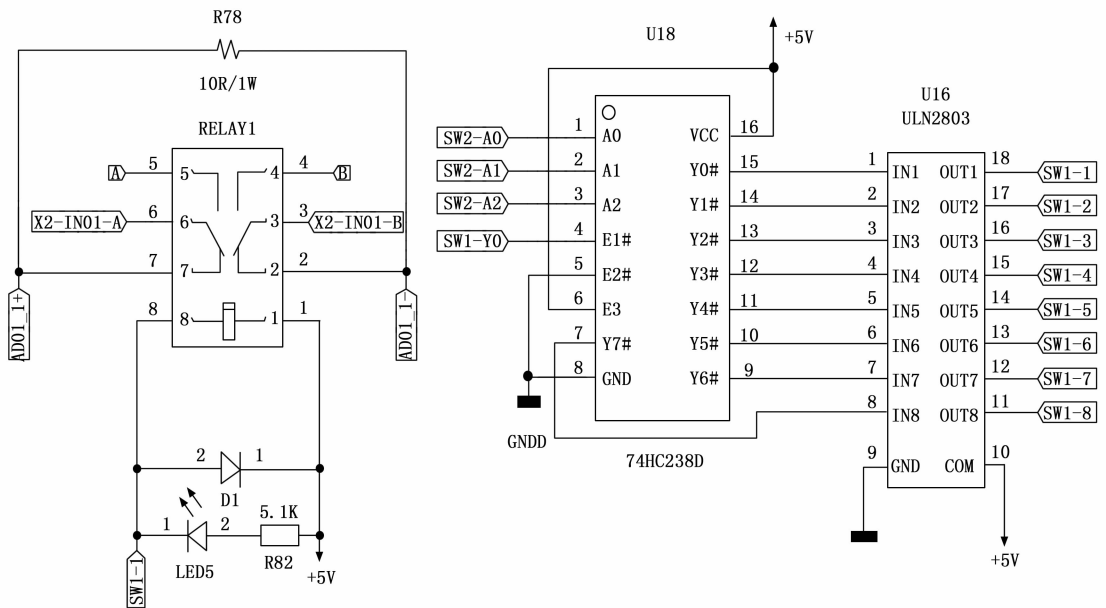 R78
10R/1W
RELAY1
A 5 5 4 4 B
X2-IN01-A 6 6 3 3 X2-IN01-B
7 7 2 2
8 8 1 1
AD01_1+
AD01_1-
2 1
D1
1 2 5.1K
LED5 R82
SW1-1
+5V
U18
+5V
SW2-A0 1 A0 VCC 16
SW2-A1 2 A1 Y0# 15
SW2-A2 3 A2 Y1# 14
SW1-Y0 4 E1# Y2# 13
5 E2# Y3# 12
6 E3 Y4# 11
7 Y7# Y5# 10
8 GND Y6# 9
GNDD
74HC238D
U16
ULN2803
1 IN1 OUT1 18 SW1-1
2 IN2 OUT2 17 SW1-2
3 IN3 OUT3 16 SW1-3
4 IN4 OUT4 15 SW1-4
5 IN5 OUT5 14 SW1-5
6 IN6 OUT6 13 SW1-6
7 IN7 OUT7 12 SW1-7
8 IN8 OUT8 11 SW1-8
9 GND COM 10
+5V